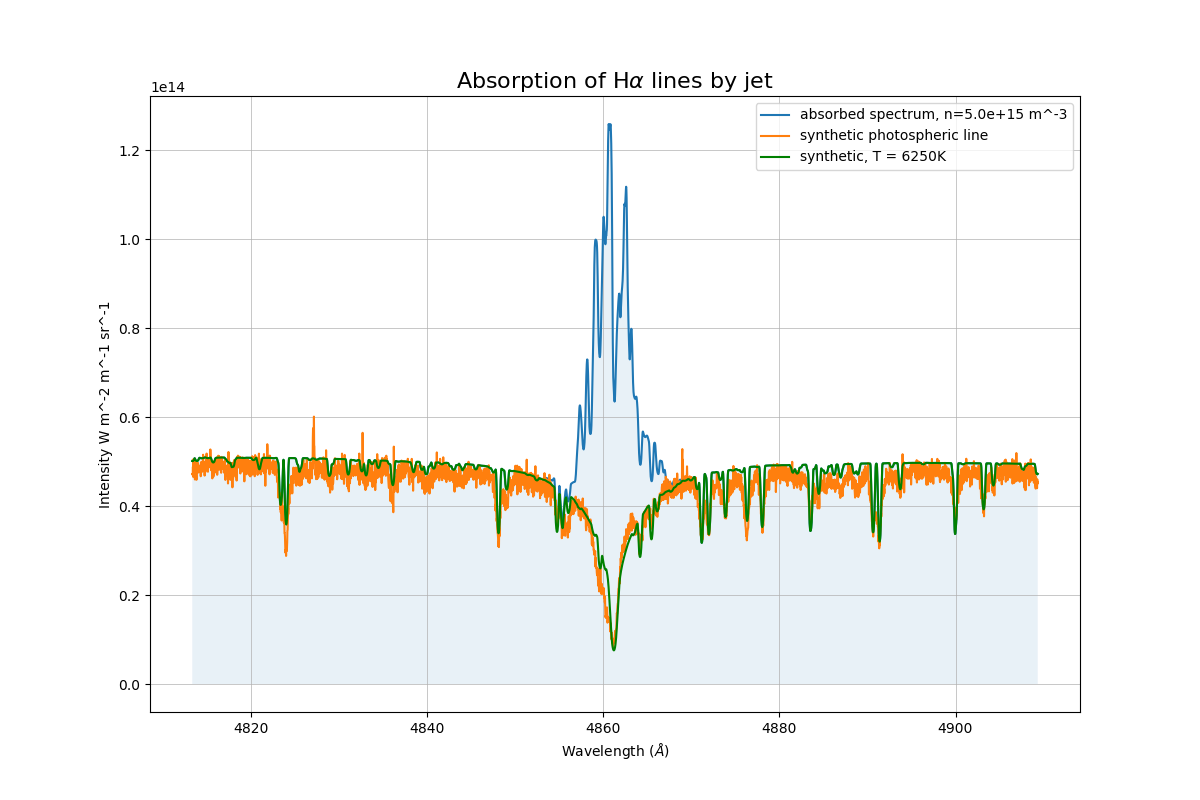 Absorption of Hα lines by jet
1e14
absorbed spectrum, n=5.0e+15 m^-3
synthetic photospheric line
synthetic, T = 6250K
1.2
1.0
0.8
0.6
0.4
0.2
0.0
Intensity W m^-2 m^-1 sr^-1
4820 4840 4860 4880 4900
Wavelength (Å)